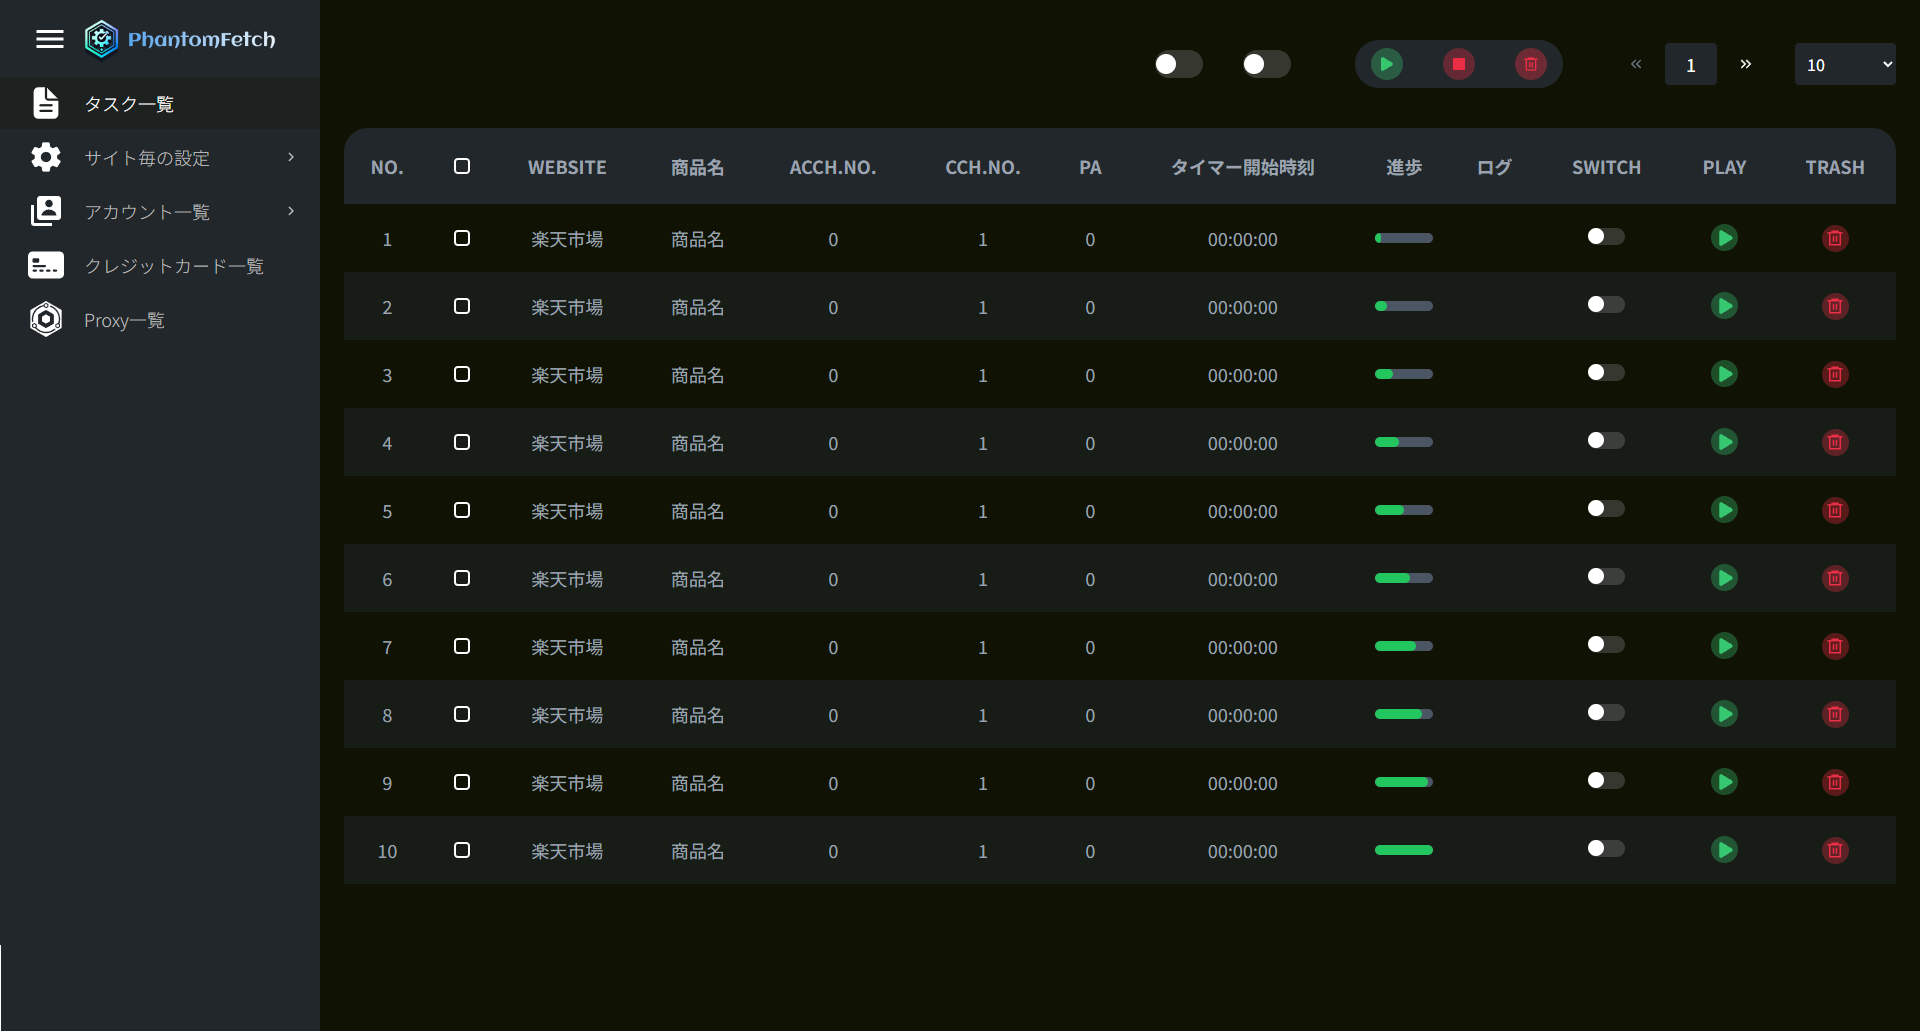 PhantomFetch
タスク一覧
サイト毎の設定
アカウント一覧
クレジットカード一覧
Proxy一覧
« 1 » 10
NO. WEBSITE 商品名 ACCH.NO. CCH.NO. PA タイマー開始時刻 進歩 ログ SWITCH PLAY TRASH
1 楽天市場 商品名 0 1 0 00:00:00
2 楽天市場 商品名 0 1 0 00:00:00
3 楽天市場 商品名 0 1 0 00:00:00
4 楽天市場 商品名 0 1 0 00:00:00
5 楽天市場 商品名 0 1 0 00:00:00
6 楽天市場 商品名 0 1 0 00:00:00
7 楽天市場 商品名 0 1 0 00:00:00
8 楽天市場 商品名 0 1 0 00:00:00
9 楽天市場 商品名 0 1 0 00:00:00
10 楽天市場 商品名 0 1 0 00:00:00